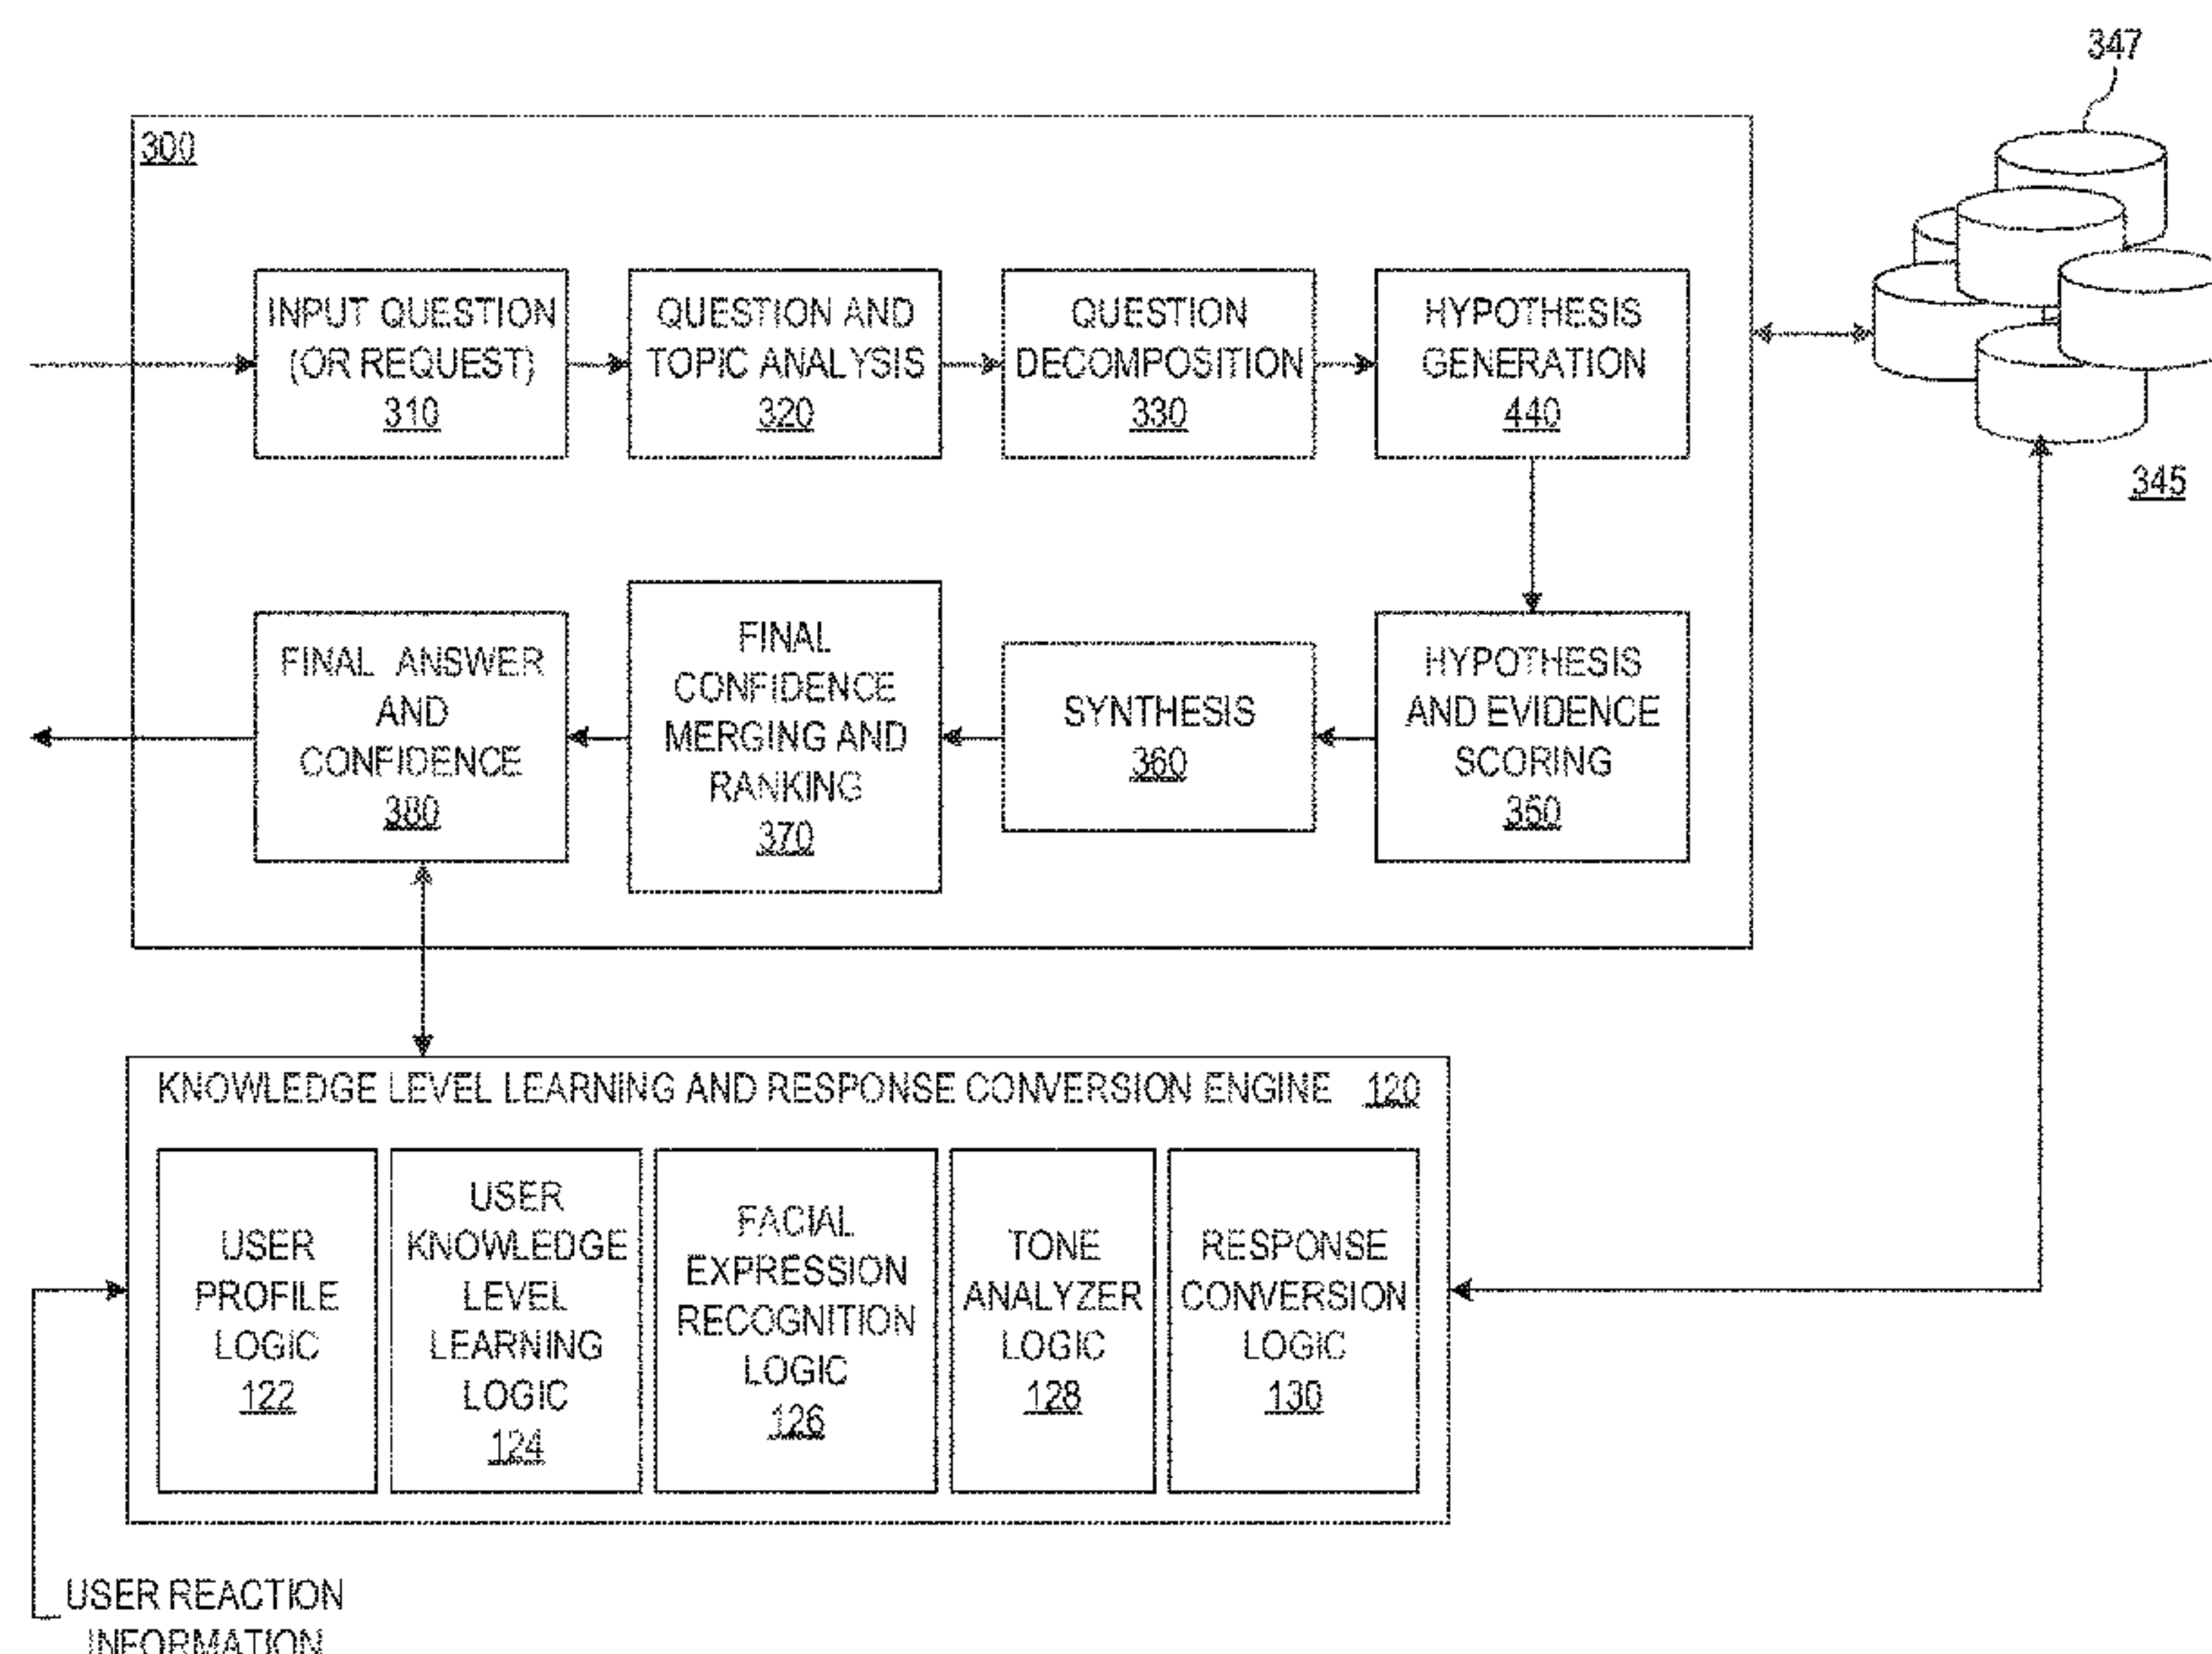 347
300
INPUT QUESTION
(OR REQUEST)
310
QUESTION AND
TOPIC ANALYSIS
320
QUESTION
DECOMPOSITION
330
HYPOTHESIS
GENERATION
440
345
FINAL ANSWER
AND
CONFIDENCE
380
FINAL
CONFIDENCE
MERGING AND
RANKING
370
SYNTHESIS
360
HYPOTHESIS
AND EVIDENCE
SCORING
350
KNOWLEDGE LEVEL LEARNING AND RESPONSE CONVERSION ENGINE 120
USER
PROFILE
LOGIC
122
USER
KNOWLEDGE
LEVEL
LEARNING
LOGIC
124
FACIAL
EXPRESSION
RECOGNITION
LOGIC
126
TONE
ANALYZER
LOGIC
128
RESPONSE
CONVERSION
LOGIC
130
USER REACTION
INFORMATION